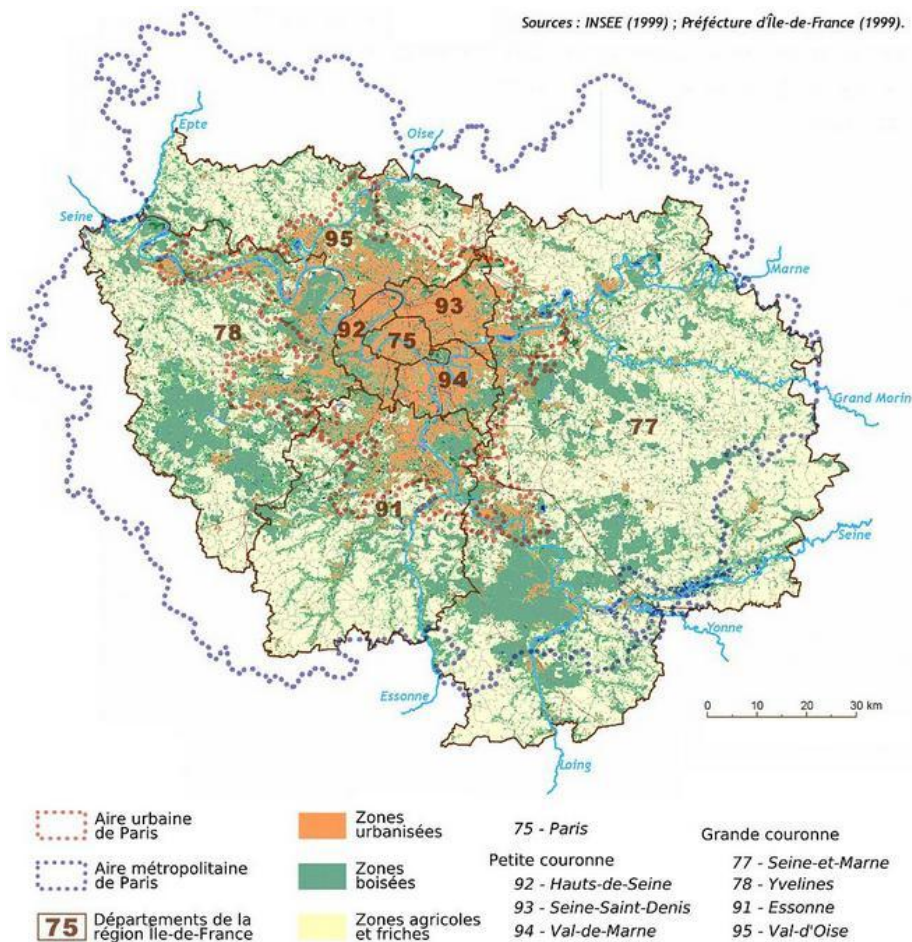 Sources : INSEE (1999) ; Préfécture d'Île-de-France (1999).
Epte
Oise
Seine
95
Marne
93
78
92
75
94
Grand Morin
77
91
Seine
Yonne
Essonne
Loing
0 10 20 30 km
Aire urbaine
de Paris
Aire métropolitaine
de Paris
75 Départements de la
région Ile-de-France
Zones
urbanisées
Zones
boisées
Zones agricoles
et friches
75 - Paris
Petite couronne
92 - Hauts-de-Seine
93 - Seine-Saint-Denis
94 - Val-de-Marne
Grande couronne
77 - Seine-et-Marne
78 - Yvelines
91 - Essonne
95 - Val-d'Oise